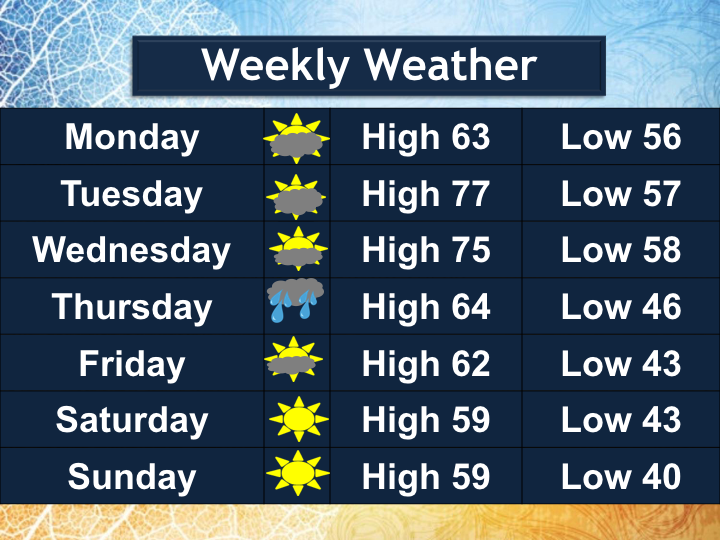 Weekly Weather
Monday High 63 Low 56
Tuesday High 77 Low 57
Wednesday High 75 Low 58
Thursday High 64 Low 46
Friday High 62 Low 43
Saturday High 59 Low 43
Sunday High 59 Low 40